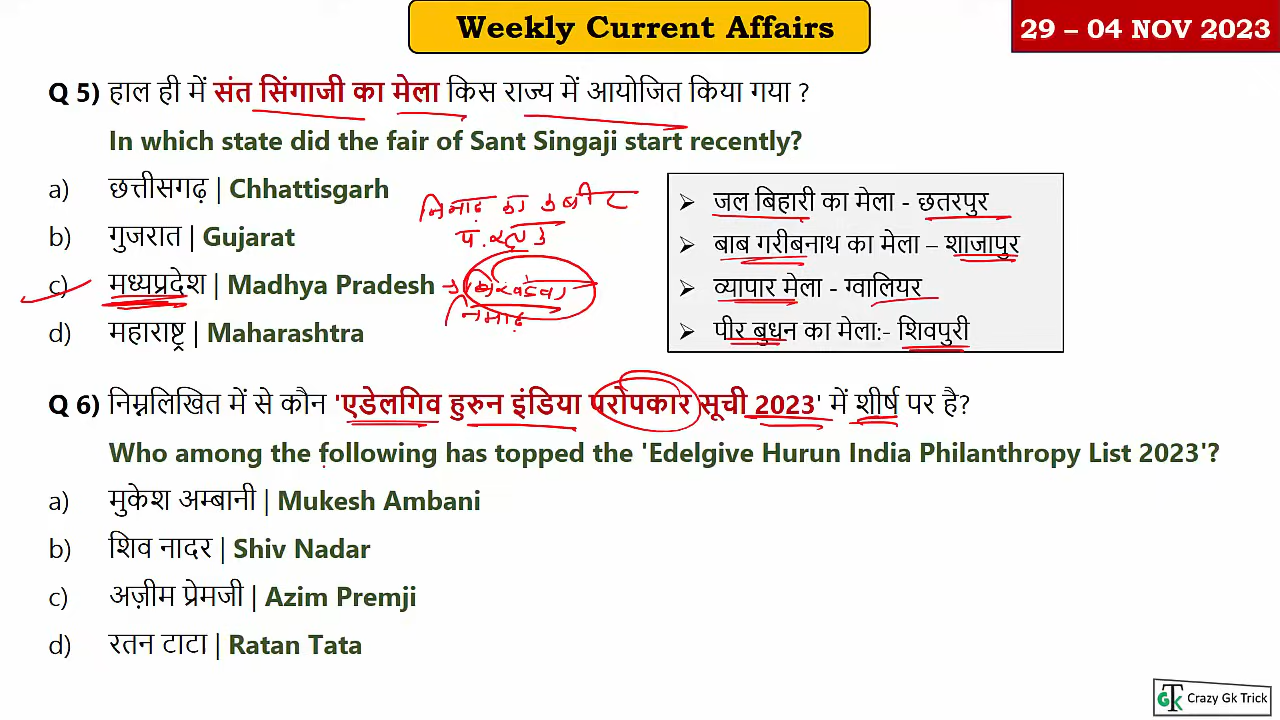 Weekly Current Affairs
29 – 04 NOV 2023
Q 5) हाल ही में संत सिंगाजी का मेला किस राज्य में आयोजित किया गया ?
In which state did the fair of Sant Singaji start recently?
a) छत्तीसगढ़ | Chhattisgarh
b) गुजरात | Gujarat
c) मध्यप्रदेश | Madhya Pradesh
d) महाराष्ट्र | Maharashtra
निमाड़ का कबीर
निमाड़
➢ जल बिहारी का मेला - छतरपुर
➢ बाब गरीबनाथ का मेला – शाजापुर
➢ व्यापार मेला - ग्वालियर
➢ पीर बुधन का मेला:- शिवपुरी
Q 6) निम्नलिखित में से कौन 'एडेलगिव हुरुन इंडिया परोपकार सूची 2023' में शीर्ष पर है?
Who among the following has topped the 'Edelgive Hurun India Philanthropy List 2023'?
a) मुकेश अम्बानी | Mukesh Ambani
b) शिव नादर | Shiv Nadar
c) अज़ीम प्रेमजी | Azim Premji
d) रतन टाटा | Ratan Tata
GTK Crazy Gk Trick